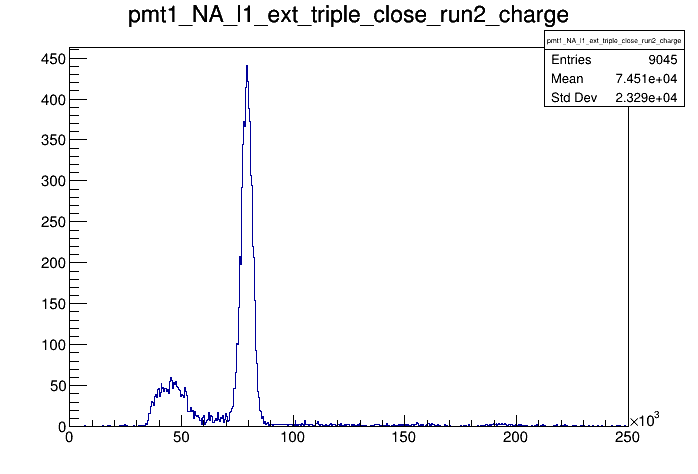 pmt1_NA_l1_ext_triple_close_run2_charge
pmt1_NA_l1_ext_triple_close_run2_charge
Entries 9045
Mean 7.451e+04
Std Dev 2.329e+04
450
400
350
300
250
200
150
100
50
0
0 50 100 150 200 250
×10³